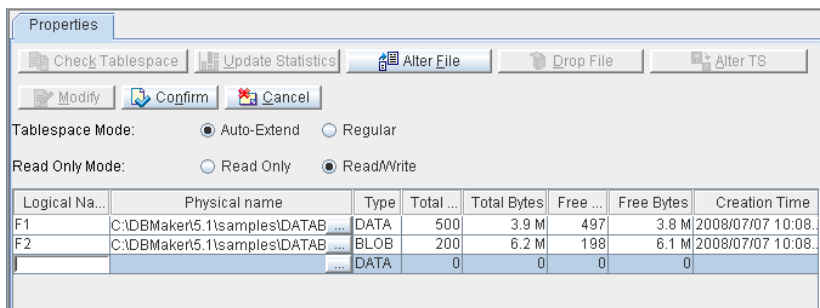 Properties
Check Tablespace Update Statistics Alter File Drop File Alter TS
Modify Confirm Cancel
Tablespace Mode: Auto-Extend Regular
Read Only Mode: Read Only Read/Write
Logical Na... Physical name Type Total ... Total Bytes Free ... Free Bytes Creation Time
F1 C:\DBMaker\5.1\samples\DATAB ... DATA 500 3.9 M 497 3.8 M 2008/07/07 10:08...
F2 C:\DBMaker\5.1\samples\DATAB ... BLOB 200 6.2 M 198 6.1 M 2008/07/07 10:08...
... DATA 0 0 0 0